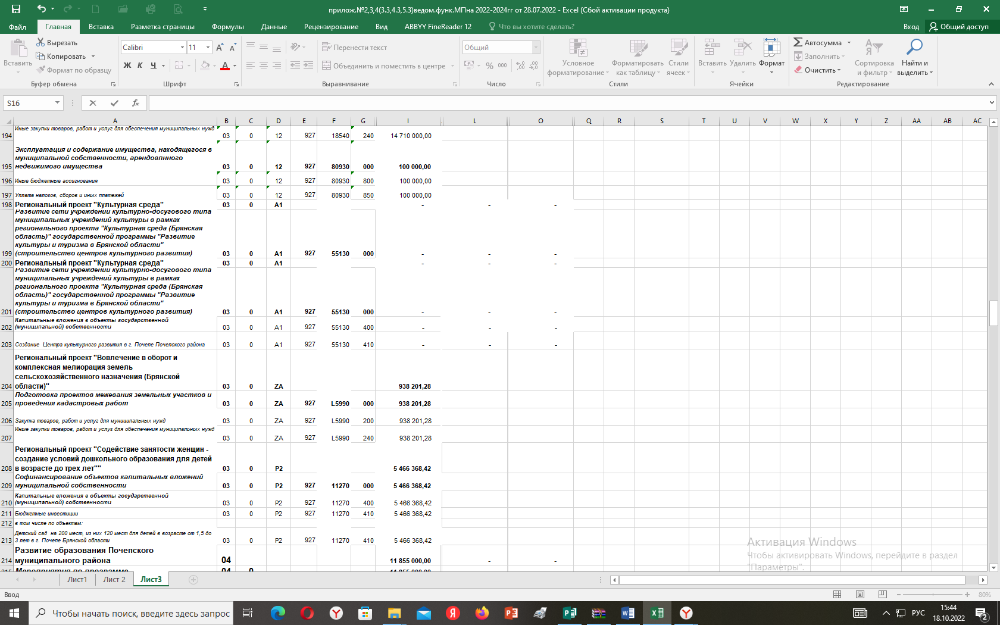 прилож.№2,3,4(3.3,4.3,5.3)ведом.функ.МПна 2022-2024гг от 28.07.2022 - Excel (Сбой активации продукта)
Файл Главная Вставка Разметка страницы Формулы Данные Рецензирование Вид ABBYY FineReader 12 Что вы хотите сделать? Вход Общий доступ
Вставить
Вырезать
Копировать
Формат по образцу
Буфер обмена
Calibri 11
Ж К Ч
Шрифт
Перенести текст
Объединить и поместить в центре
Выравнивание
Общий
% 000
Число
Условное форматирование
Форматировать как таблицу
Стили ячеек
Стили
Вставить Удалить Формат
Ячейки
Автосумма
Заполнить
Очистить
Сортировка и фильтр
Найти и выделить
Редактирование
S16
A B C D E F G I L O Q R S T U V W X Y Z AA AB AC
Иные закупки товаров, работ и услуг для обеспечения муниципальных нужд
194 03 0 12 927 18540 240 14 710 000,00
Эксплуатация и содержание имущества, находящегося в
муниципальной собственности, арендовпнного
195 недвижимого имущества 03 0 12 927 80930 000 100 000,00
196 Иные бюджетные ассигнования 03 0 12 927 80930 800 100 000,00
197 Уплата налогов, сборов и иных платежей 03 0 12 927 80930 850 100 000,00
198 Региональный проект "Культурная среда" 03 0 A1 - - -
Развитие сети учреждений культурно-досугового типа
муниципальных учреждений культуры в рамках
регионального проекта "Культурная среда (Брянская
область)" государственной программы "Развитие
культуры и туризма в Брянской области"
199 (строительство центров культурного развития) 03 0 A1 927 55130 000 - - -
200 Региональный проект "Культурная среда" 03 0 A1 - - -
Развитие сети учреждений культурно-досугового типа
муниципальных учреждений культуры в рамках
регионального проекта "Культурная среда (Брянская
область)" государственной программы "Развитие
культуры и туризма в Брянской области"
201 (строительство центров культурного развития) 03 0 A1 927 55130 000 - - -
Капитальные вложения в объекты государственной
202 (муниципальной) собственности 03 0 A1 927 55130 400 - - -
203 Создание Центра культурного развития в г. Почепе Почепского района 03 0 A1 927 55130 410 - - -
Региональный проект "Вовлечение в оборот и
комплексная мелиорация земель
сельскохозяйственного назначения (Брянской
204 области)" 03 0 ZA 938 201,28
Подготовка проектов межевания земельных участков и
205 проведения кадастровых работ 03 0 ZA 927 L5990 000 938 201,28
206 Закупка товаров, работ и услуг для муниципальных нужд 03 0 ZA 927 L5990 200 938 201,28
Иные закупки товаров, работ и услуг для обеспечения муниципальных нужд
207 03 0 ZA 927 L5990 240 938 201,28
Региональный проект "Содействие занятости женщин -
создание условий дошкольного образования для детей
208 в возрасте до трех лет"" 03 0 P2 5 466 368,42
Софинансирование объектов капитальных вложений
209 муниципальной собственности 03 0 P2 927 11270 000 5 466 368,42
Капитальные вложения в объекты государственной
210 (муниципальной) собственности 03 0 P2 927 11270 400 5 466 368,42
211 Бюджетные инвестиции 03 0 P2 927 11270 410 5 466 368,42
212 в том числе по объектам:
Детский сад на 200 мест, из них 120 мест для детей в возрасте от 1,5 до
213 3 лет в г. Почепе Брянской области 03 0 P2 927 11270 410 5 466 368,42
Развитие образования Почепского
214 муниципального района 04 11 855 000,00 - -
215 Мероприятия по программе 04 0 11 855 000,00
Активация Windows
Чтобы активировать Windows, перейдите в раздел
"Параметры".
Лист1 Лист 2 Лист3
Ввод 80%
Чтобы начать поиск, введите здесь запрос
РУС
15:44
18.10.2022
2